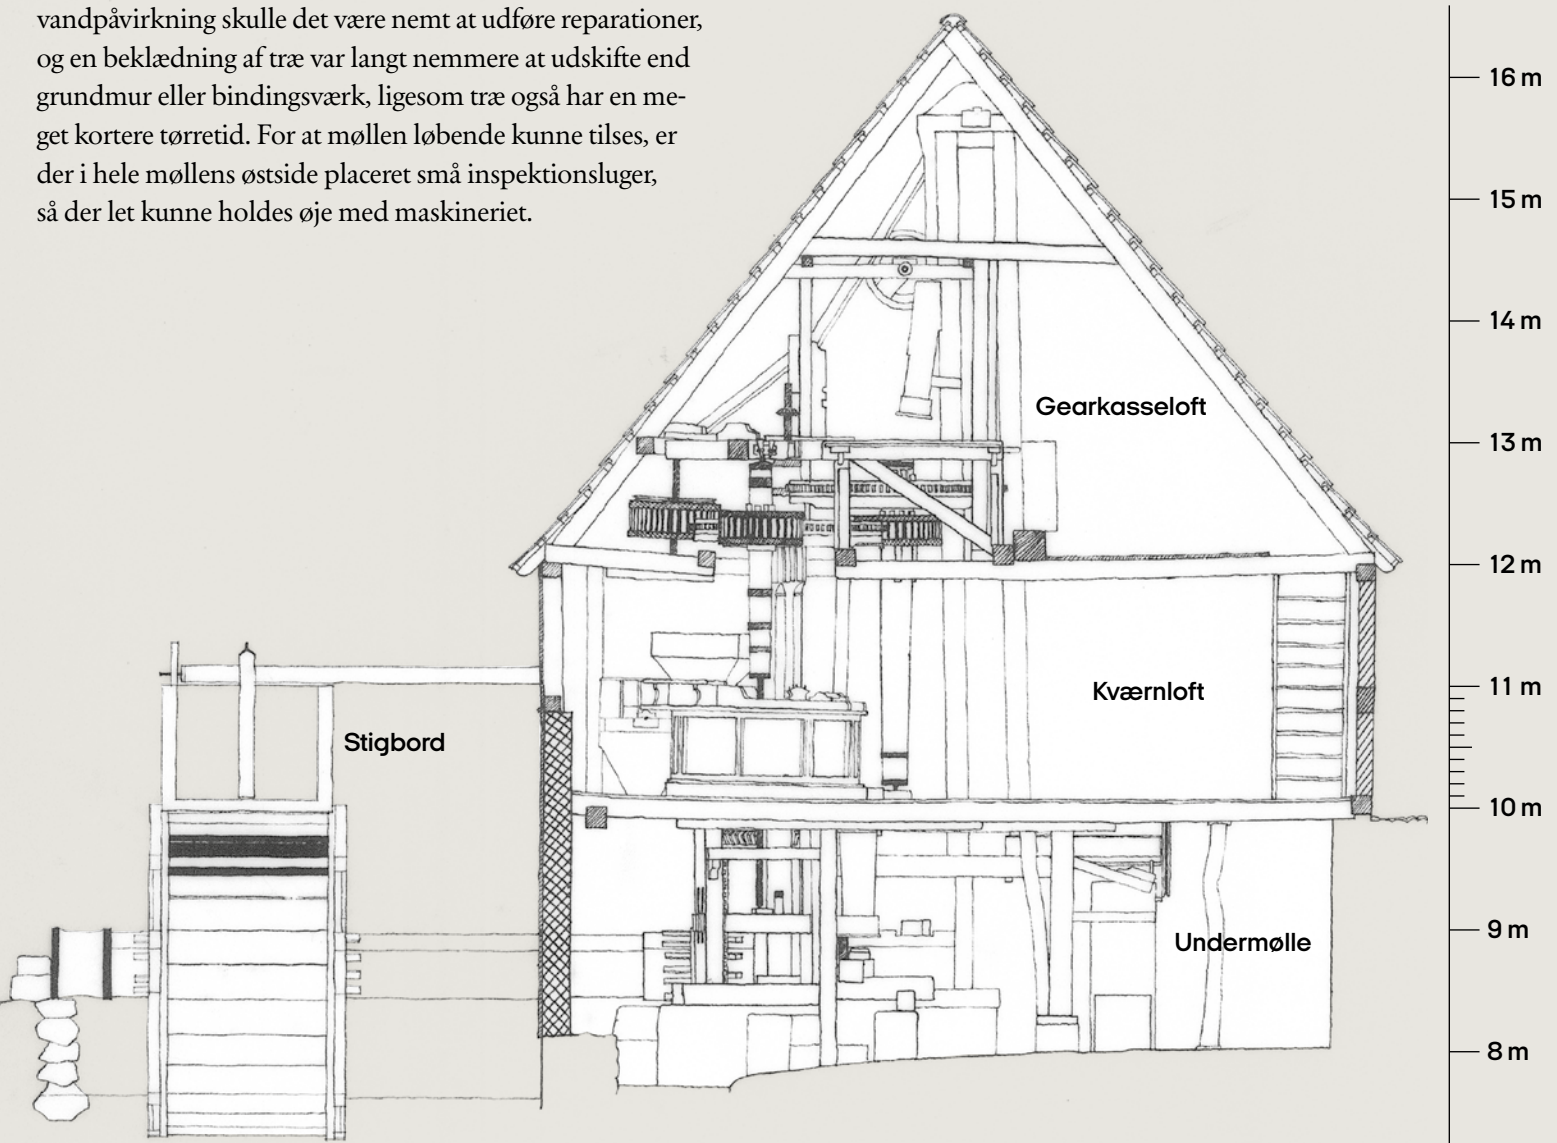 vandpåvirkning skulle det være nemt at udføre reparationer,
og en beklædning af træ var langt nemmere at udskifte end
grundmur eller bindingsværk, ligesom træ også har en me-
get kortere tørretid. For at møllen løbende kunne tilses, er
der i hele møllens østside placeret små inspektionsluger,
så der let kunne holdes øje med maskineriet.
16 m
15 m
14 m
Gearkasseloft
13 m
12 m
11 m
Kværnloft
Stigbord
10 m
9 m
Undermølle
8 m